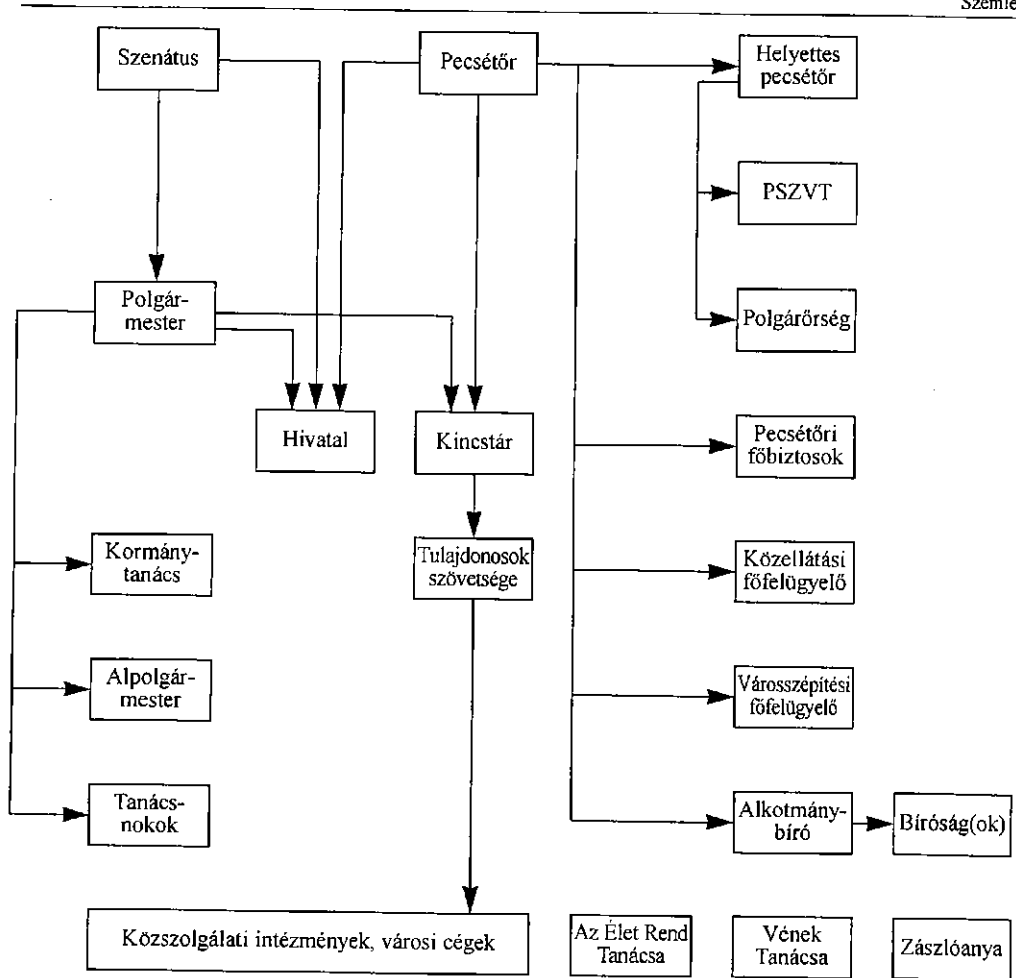 Szemle
Szenátus
Pecsétőr
Helyettes
pecsétőr
PSZVT
Polgár-
mester
Polgárőrség
Hivatal
Kincstár
Pecsétőri
főbiztosok
Kormány-
tanács
Tulajdonosok
szövetsége
Közellátási
főfelügyelő
Alpolgár-
mester
Városszépítési
főfelügyelő
Tanács-
nokok
Alkotmány-
bíró
Bíróság(ok)
Közszolgálati intézmények, városi cégek
Az Élet Rend
Tanácsa
Vének
Tanácsa
Zászlóanya